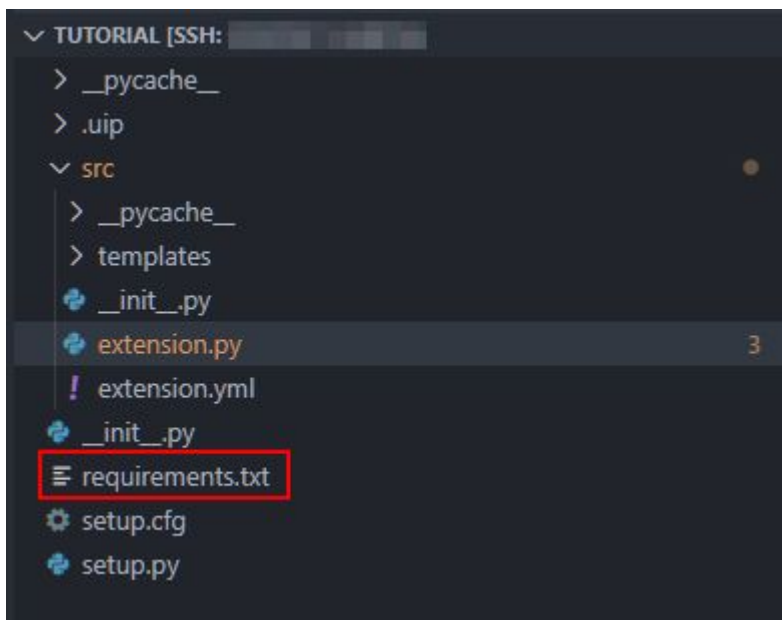 TUTORIAL [SSH:
__pycache__
.uip
src
__pycache__
templates
__init__.py
extension.py 3
! extension.yml
__init__.py
requirements.txt
setup.cfg
setup.py